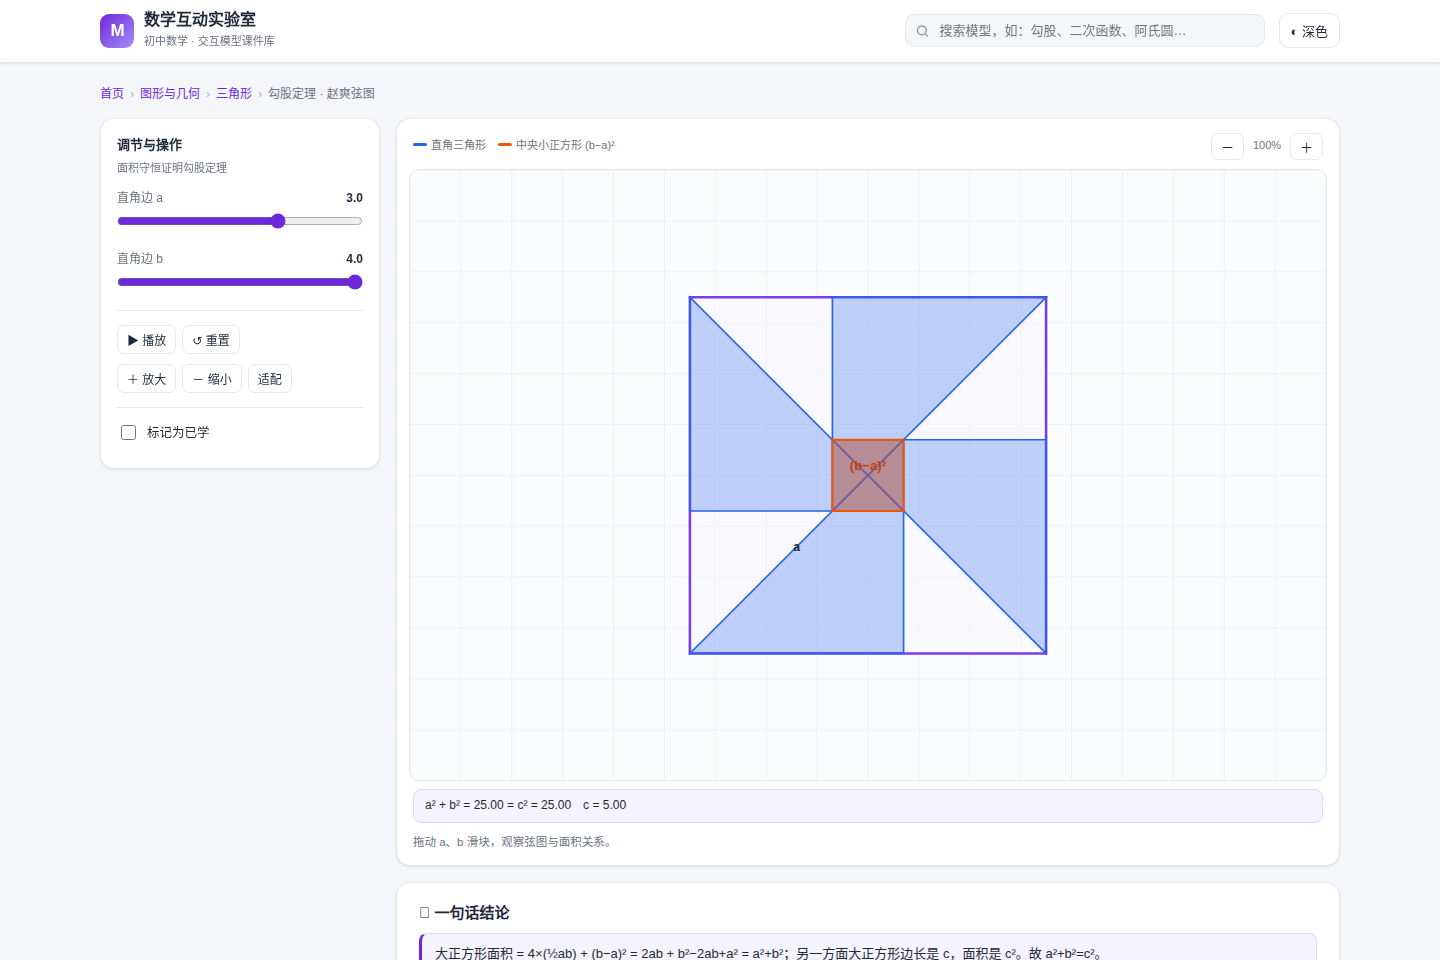 M
数学互动实验室
初中数学 · 交互模型课件库
搜索模型，如：勾股、二次函数、阿氏圆…
深色
首页 › 图形与几何 › 三角形 › 勾股定理 · 赵爽弦图
调节与操作
面积守恒证明勾股定理
直角边 a 3.0
直角边 b 4.0
▶ 播放 ↺ 重置
＋ 放大 － 缩小 适配
标记为已学
直角三角形 中央小正方形 (b−a)²
－ 100% ＋
(b−a)²
a
a² + b² = 25.00 = c² = 25.00 c = 5.00
拖动 a、b 滑块，观察弦图与面积关系。
一句话结论
大正方形面积 = 4×(½ab) + (b−a)² = 2ab + b²−2ab+a² = a²+b²；另一方面大正方形边长是 c，面积是 c²。故 a²+b²=c²。